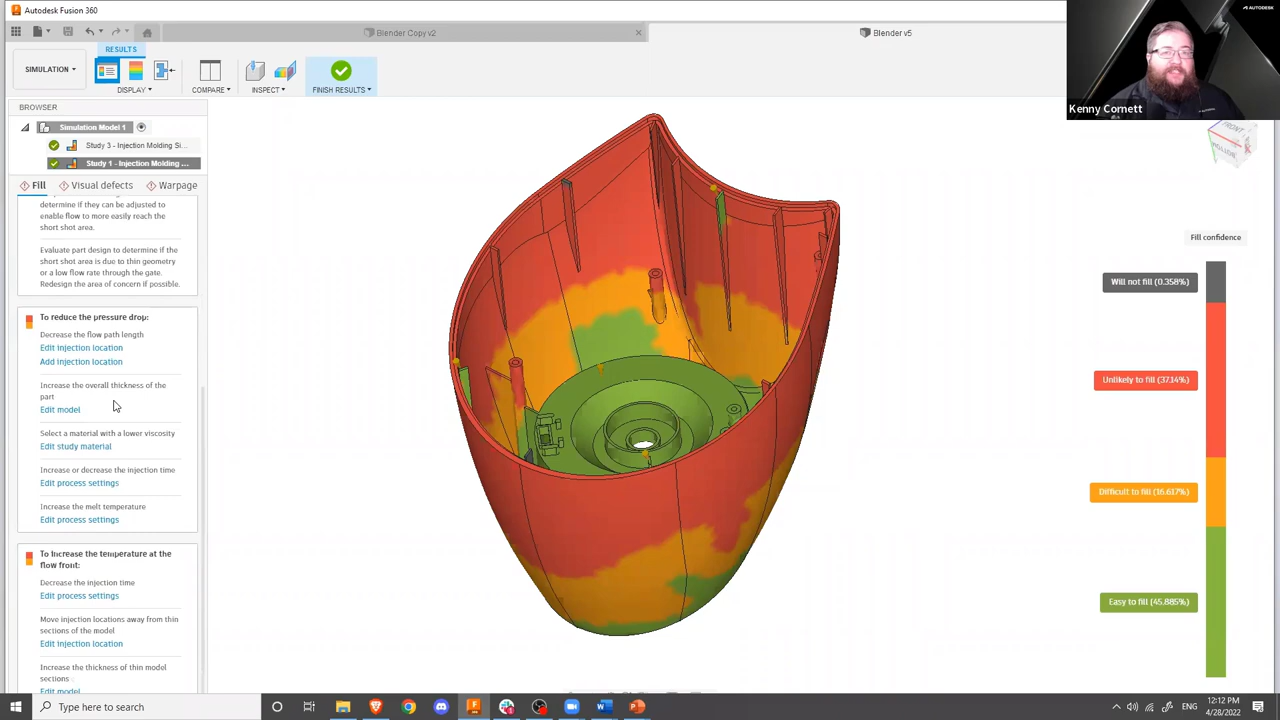 Autodesk Fusion 360
AUTODESK
Blender Copy v2
Blender v5
RESULTS
SIMULATION
DISPLAY
COMPARE
INSPECT
FINISH RESULTS
Kenny Cornett
BROWSER
Simulation Model 1
Study 3 - Injection Molding Si...
Study 1 - Injection Molding ...
Fill
Visual defects
Warpage
determine if they can be adjusted to
enable flow to more easily reach the
short shot area.
Evaluate part design to determine if the
short shot area is due to thin geometry
or a low flow rate through the gate.
Redesign the area of concern if possible.
To reduce the pressure drop:
Decrease the flow path length
Edit injection location
Add injection location
Increase the overall thickness of the
part
Edit model
Select a material with a lower viscosity
Edit study material
Increase or decrease the injection time
Edit process settings
Increase the melt temperature
Edit process settings
To increase the temperature at the
flow front:
Decrease the injection time
Edit process settings
Move injection locations away from thin
sections of the model
Edit injection location
Increase the thickness of thin model
sections
Edit model
FRONT
BOTTOM
Fill confidence
Will not fill (0.358%)
Unlikely to fill (37.14%)
Difficult to fill (16.617%)
Easy to fill (45.885%)
Type here to search
ENG
12:12 PM
4/28/2022